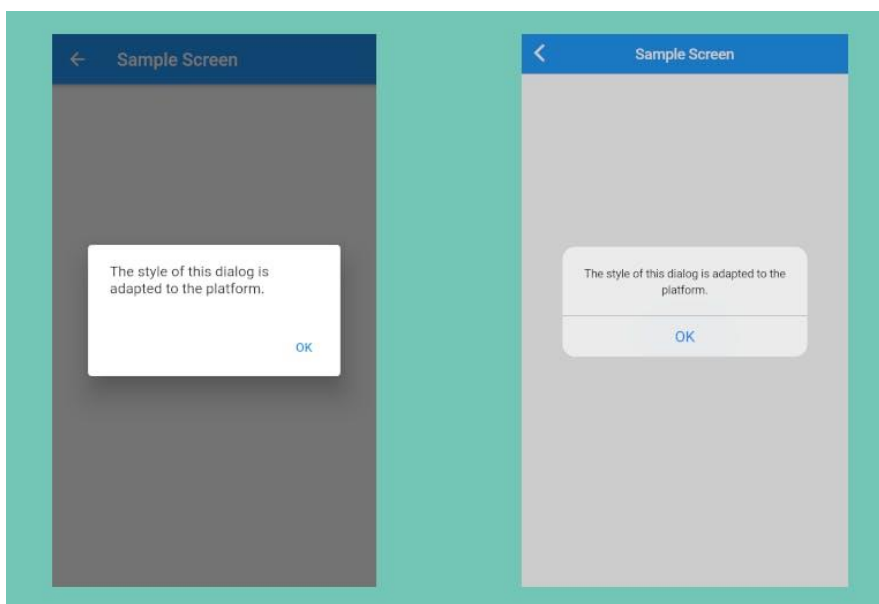 Sample Screen
The style of this dialog is
adapted to the platform.
OK
Sample Screen
The style of this dialog is adapted to the
platform.
OK